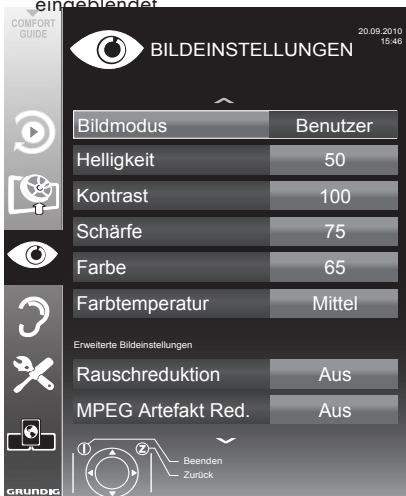 eingeblendet
COMFORT
GUIDE
BILDEINSTELLUNGEN
20.09.2010
15:46
Bildmodus Benutzer
Helligkeit 50
Kontrast 100
Schärfe 75
Farbe 65
Farbtemperatur Mittel
Erweiterte Bildeinstellungen
Rauschreduktion Aus
MPEG Artefakt Red. Aus
Beenden
Zurück
GRUNDIG